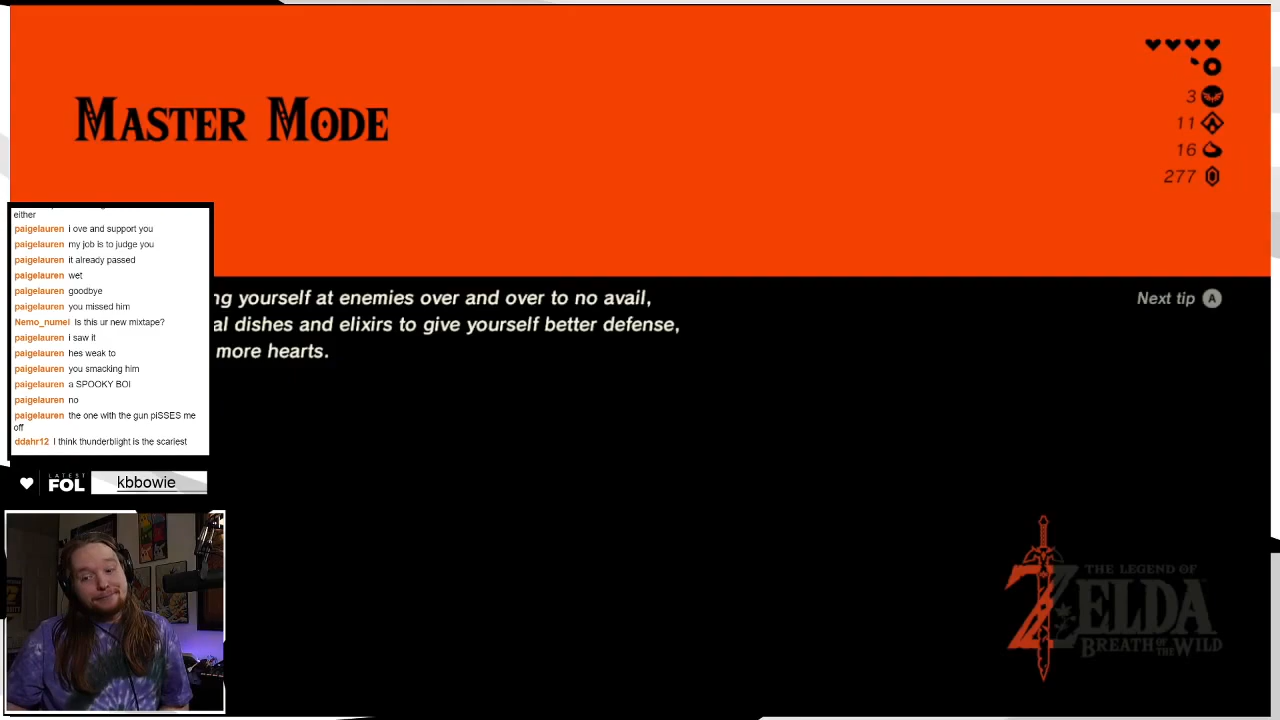 MASTER MODE
3
11
16
277
either
paigelauren i ove and support you
paigelauren my job is to judge you
paigelauren it already passed
paigelauren wet
paigelauren goodbye
paigelauren you missed him
Nemo_numel Is this ur new mixtape?
paigelauren i saw it
paigelauren hes weak to
paigelauren you smacking him
paigelauren a SPOOKY BOI
paigelauren no
paigelauren the one with the gun piSSES me
off
ddahr12 I think thunderblight is the scariest
ng yourself at enemies over and over to no avail,
al dishes and elixirs to give yourself better defense,
more hearts.
Next tip A
LATEST
FOL
kbbowie
THE LEGEND OF
ZELDA
BREATH OF THE WILD